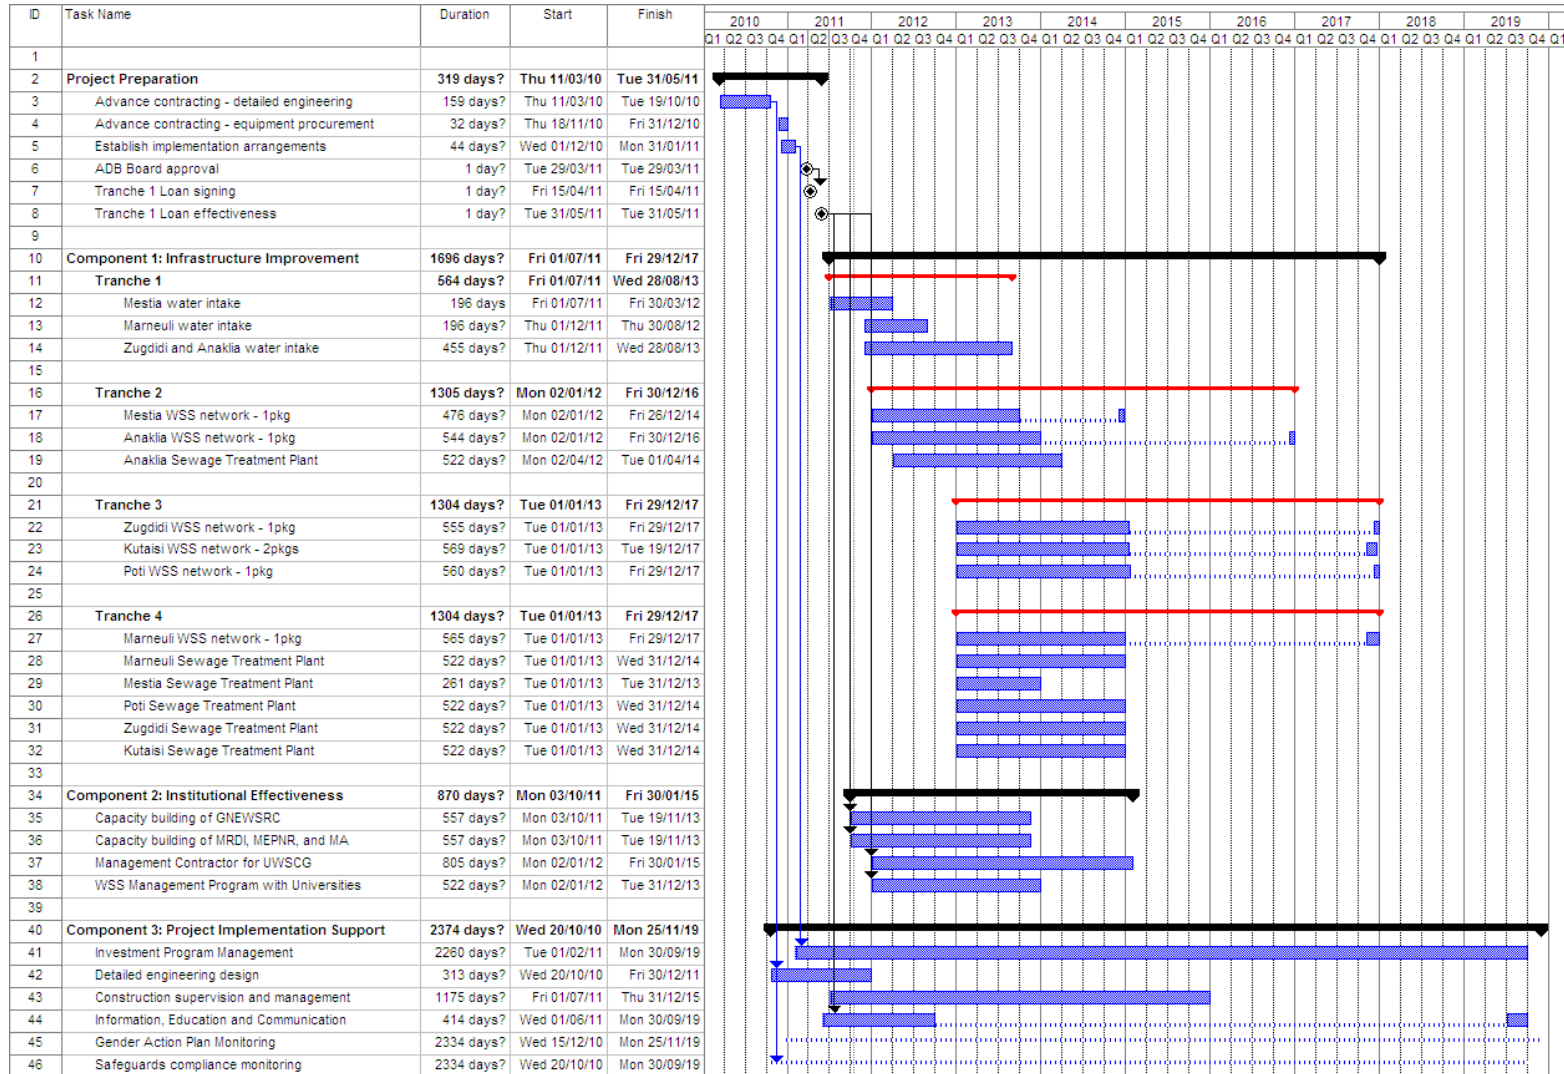 ID Task Name Duration Start Finish
2010 2011 2012 2013 2014 2015 2016 2017 2018 2019
Q1 Q2 Q3 Q4 Q1 Q2 Q3 Q4 Q1 Q2 Q3 Q4 Q1 Q2 Q3 Q4 Q1 Q2 Q3 Q4 Q1 Q2 Q3 Q4 Q1 Q2 Q3 Q4 Q1 Q2 Q3 Q4 Q1 Q2 Q3 Q4 Q1 Q2 Q3 Q4 Q1
1
2 Project Preparation 319 days? Thu 11/03/10 Tue 31/05/11
3 Advance contracting - detailed engineering 159 days? Thu 11/03/10 Tue 19/10/10
4 Advance contracting - equipment procurement 32 days? Thu 18/11/10 Fri 31/12/10
5 Establish implementation arrangements 44 days? Wed 01/12/10 Mon 31/01/11
6 ADB Board approval 1 day? Tue 29/03/11 Tue 29/03/11
7 Tranche 1 Loan signing 1 day? Fri 15/04/11 Fri 15/04/11
8 Tranche 1 Loan effectiveness 1 day? Tue 31/05/11 Tue 31/05/11
9
10 Component 1: Infrastructure Improvement 1696 days? Fri 01/07/11 Fri 29/12/17
11 Tranche 1 564 days? Fri 01/07/11 Wed 28/08/13
12 Mestia water intake 196 days Fri 01/07/11 Fri 30/03/12
13 Marneuli water intake 196 days? Thu 01/12/11 Thu 30/08/12
14 Zugdidi and Anaklia water intake 455 days? Thu 01/12/11 Wed 28/08/13
15
16 Tranche 2 1305 days? Mon 02/01/12 Fri 30/12/16
17 Mestia WSS network - 1pkg 476 days? Mon 02/01/12 Fri 26/12/14
18 Anaklia WSS network - 1pkg 544 days? Mon 02/01/12 Fri 30/12/16
19 Anaklia Sewage Treatment Plant 522 days? Mon 02/04/12 Tue 01/04/14
20
21 Tranche 3 1304 days? Tue 01/01/13 Fri 29/12/17
22 Zugdidi WSS network - 1pkg 555 days? Tue 01/01/13 Fri 29/12/17
23 Kutaisi WSS network - 2pkgs 569 days? Tue 01/01/13 Tue 19/12/17
24 Poti WSS network - 1pkg 560 days? Tue 01/01/13 Fri 29/12/17
25
26 Tranche 4 1304 days? Tue 01/01/13 Fri 29/12/17
27 Marneuli WSS network - 1pkg 565 days? Tue 01/01/13 Fri 29/12/17
28 Marneuli Sewage Treatment Plant 522 days? Tue 01/01/13 Wed 31/12/14
29 Mestia Sewage Treatment Plant 261 days? Tue 01/01/13 Tue 31/12/13
30 Poti Sewage Treatment Plant 522 days? Tue 01/01/13 Wed 31/12/14
31 Zugdidi Sewage Treatment Plant 522 days? Tue 01/01/13 Wed 31/12/14
32 Kutaisi Sewage Treatment Plant 522 days? Tue 01/01/13 Wed 31/12/14
33
34 Component 2: Institutional Effectiveness 870 days? Mon 03/10/11 Fri 30/01/15
35 Capacity building of GNEWSRC 557 days? Mon 03/10/11 Tue 19/11/13
36 Capacity building of MRDI, MEPNR, and MA 557 days? Mon 03/10/11 Tue 19/11/13
37 Management Contractor for UWSCG 805 days? Mon 02/01/12 Fri 30/01/15
38 WSS Management Program with Universities 522 days? Mon 02/01/12 Tue 31/12/13
39
40 Component 3: Project Implementation Support 2374 days? Wed 20/10/10 Mon 25/11/19
41 Investment Program Management 2260 days? Tue 01/02/11 Mon 30/09/19
42 Detailed engineering design 313 days? Wed 20/10/10 Fri 30/12/11
43 Construction supervision and management 1175 days? Fri 01/07/11 Thu 31/12/15
44 Information, Education and Communication 414 days? Wed 01/06/11 Mon 30/09/19
45 Gender Action Plan Monitoring 2334 days? Wed 15/12/10 Mon 25/11/19
46 Safeguards compliance monitoring 2334 days? Wed 20/10/10 Mon 30/09/19